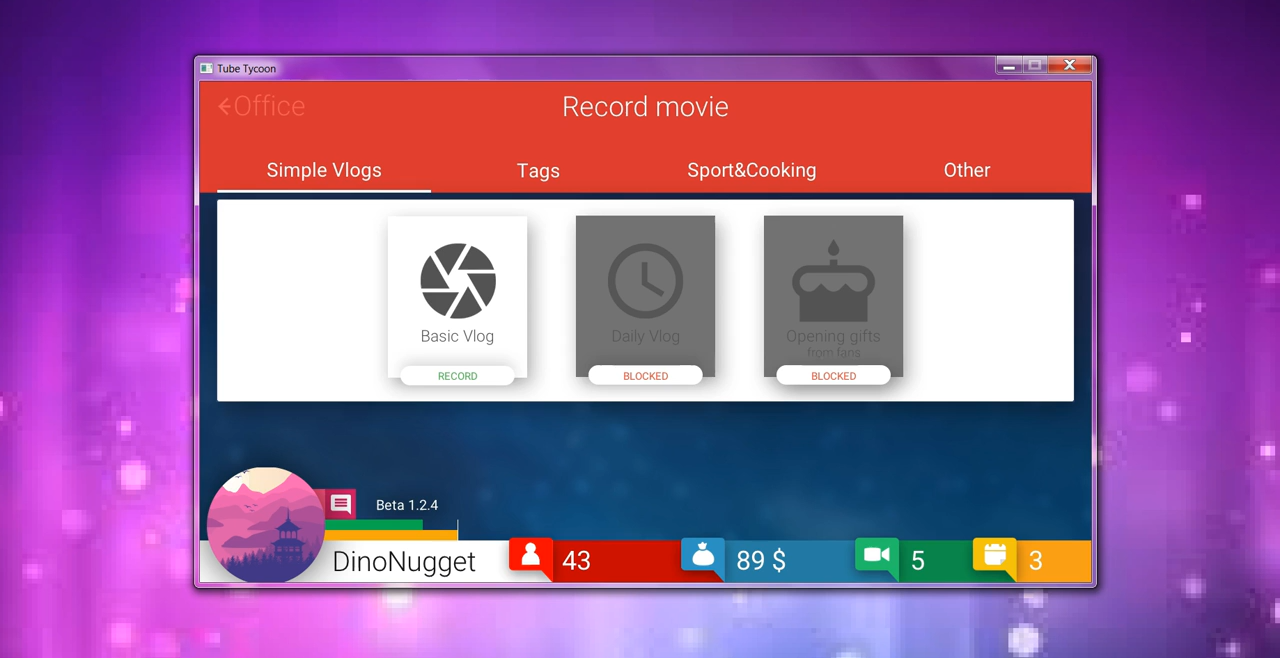 Tube Tycoon
Office
Record movie
Simple Vlogs
Tags
Sport&Cooking
Other
Basic Vlog
RECORD
Daily Vlog
BLOCKED
Opening gifts
from fans
BLOCKED
Beta 1.2.4
DinoNugget
43
89 $
5
3